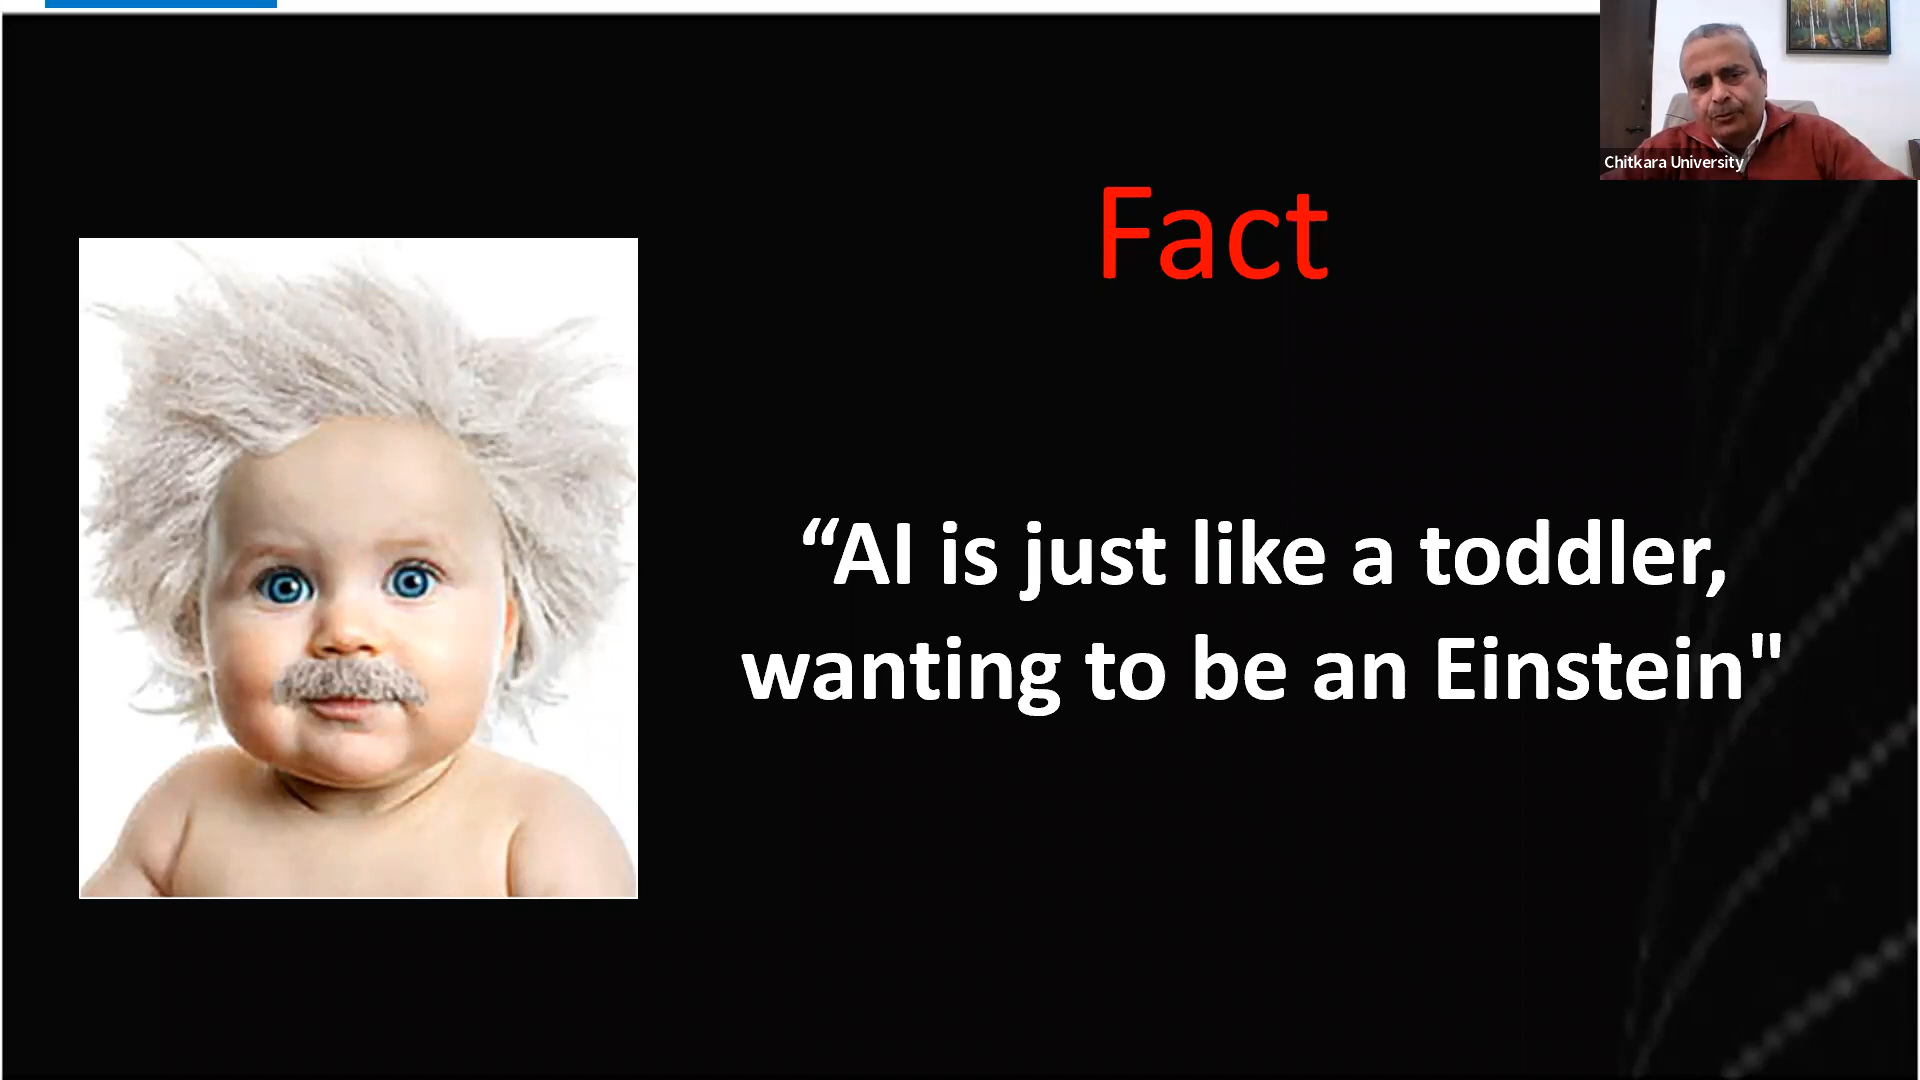 Chitkara University
Fact
“AI is just like a toddler,
wanting to be an Einstein"